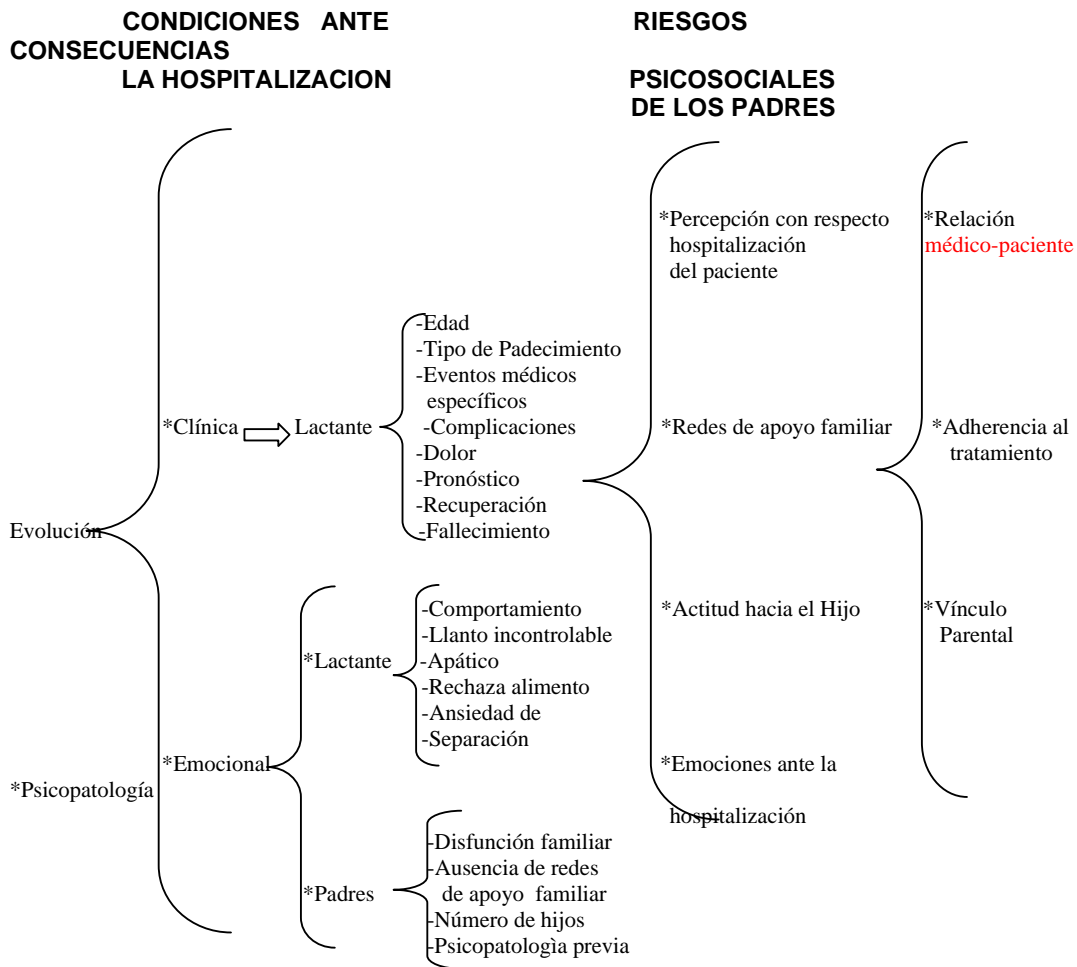 CONDICIONES ANTE RIESGOS
CONSECUENCIAS
LA HOSPITALIZACION PSICOSOCIALES
DE LOS PADRES
*Percepción con respecto
hospitalización
del paciente
*Relación
médico-paciente
-Edad
-Tipo de Padecimiento
-Eventos médicos
específicos
-Complicaciones
-Dolor
-Pronóstico
-Recuperación
-Fallecimiento
*Clínica
Lactante
*Redes de apoyo familiar
*Adherencia al
tratamiento
Evolución
-Comportamiento
-Llanto incontrolable
-Apático
-Rechaza alimento
-Ansiedad de
-Separación
*Lactante
*Actitud hacia el Hijo
*Vínculo
Parental
*Emocional
*Psicopatología
*Emociones ante la
hospitalización
-Disfunción familiar
-Ausencia de redes
de apoyo familiar
-Número de hijos
-Psicopatologìa previa
*Padres